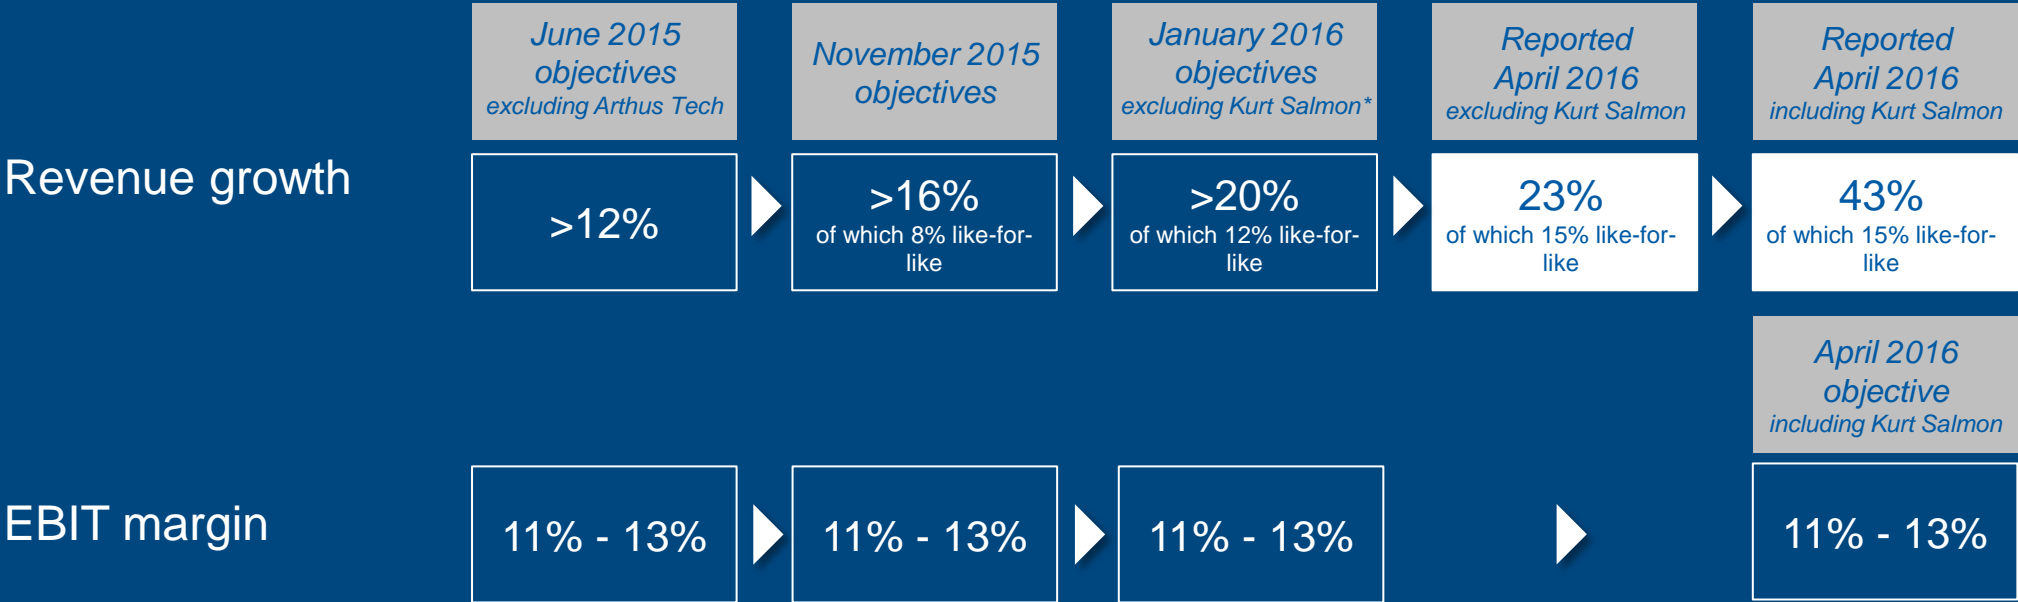 June 2015
objectives
excluding Arthus Tech
November 2015
objectives
January 2016
objectives
excluding Kurt Salmon*
Reported
April 2016
excluding Kurt Salmon
Reported
April 2016
including Kurt Salmon
Revenue growth
>12%
>16%
of which 8% like-for-
like
>20%
of which 12% like-for-
like
23%
of which 15% like-for-
like
43%
of which 15% like-for-
like
April 2016
objective
including Kurt Salmon
EBIT margin
11% - 13%
11% - 13%
11% - 13%
11% - 13%